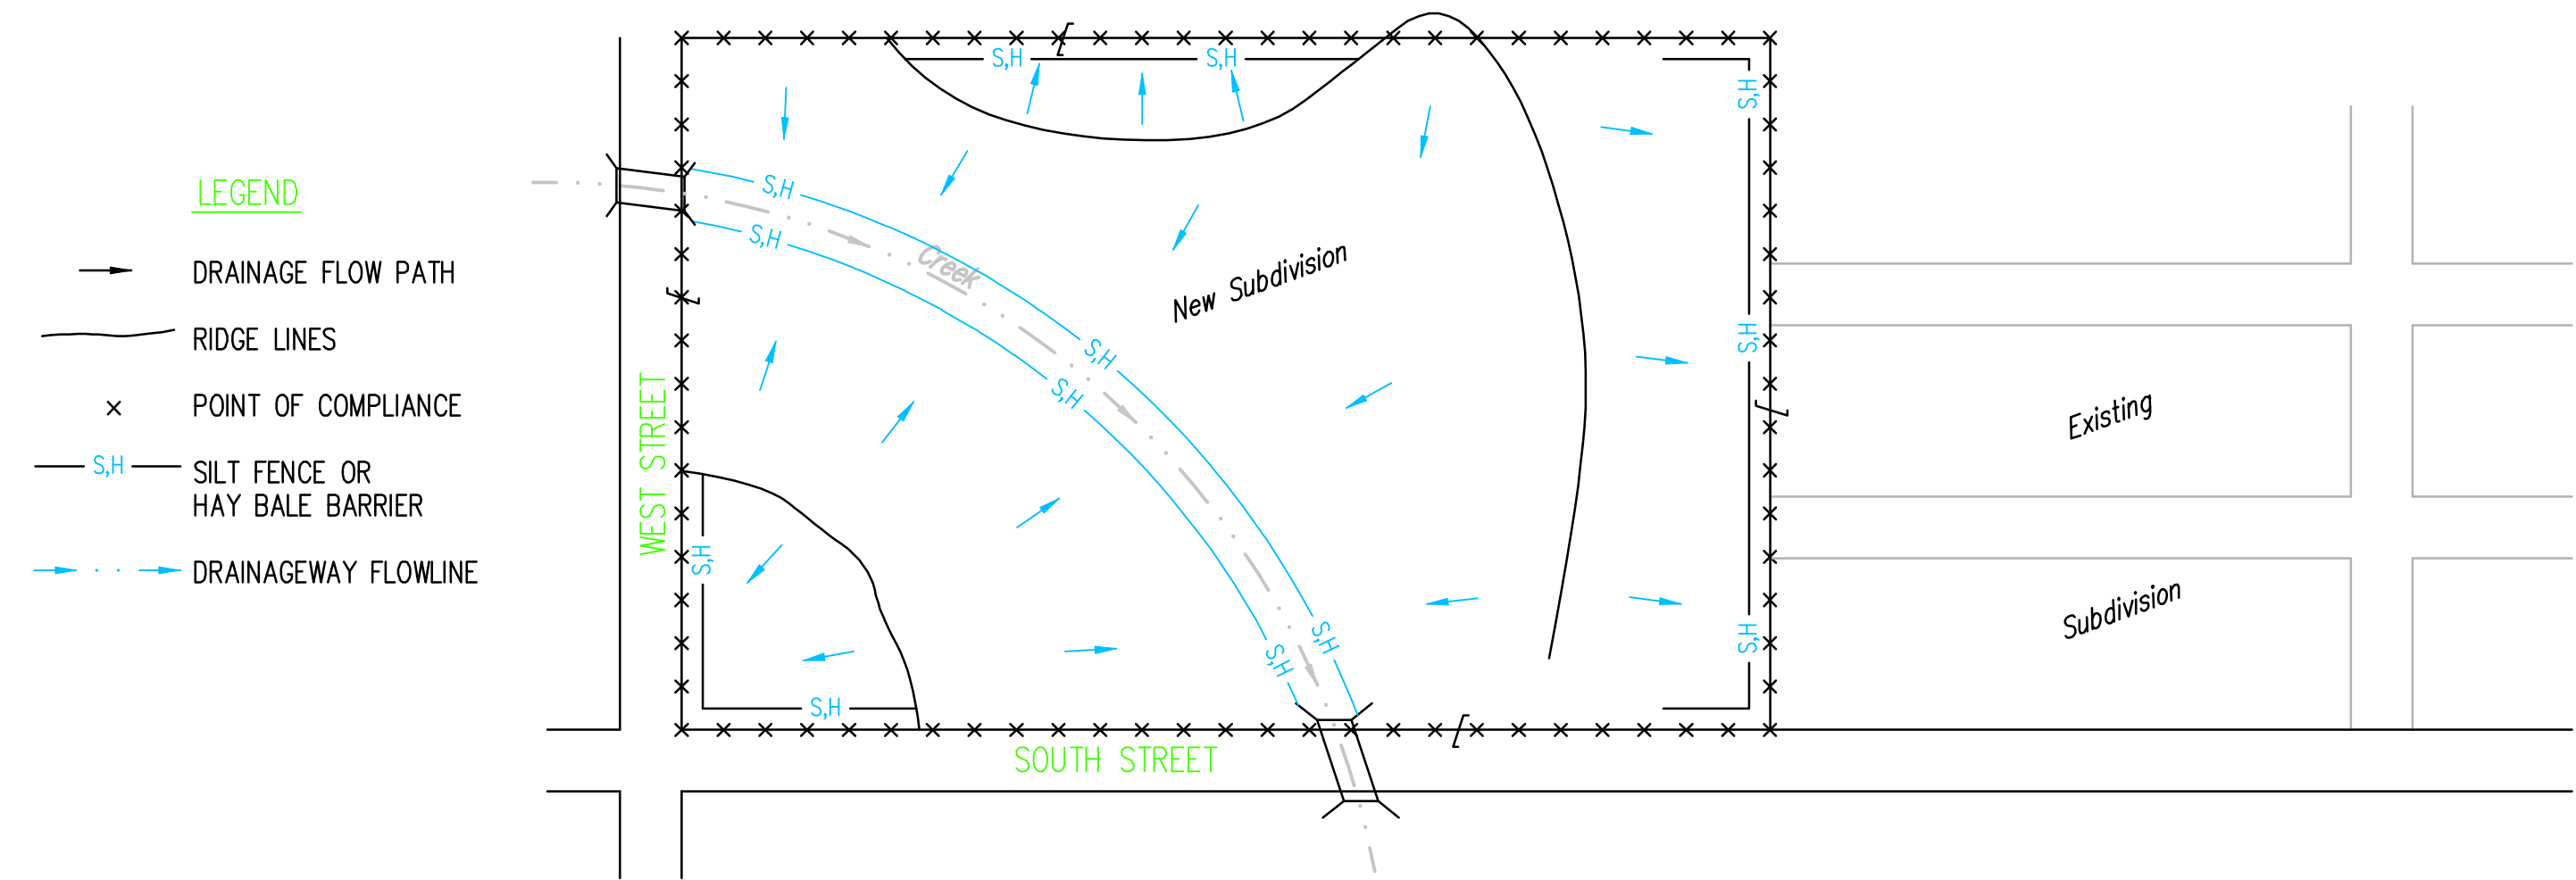 LEGEND
DRAINAGE FLOW PATH
RIDGE LINES
POINT OF COMPLIANCE
S,H
SILT FENCE OR
HAY BALE BARRIER
DRAINAGEWAY FLOWLINE
S,H
S,H
S,H
S,H
S,H
Creek
New Subdivision
S,H
S,H
S,H
WEST STREET
Existing
S,H
S,H
S,H
S,H
S,H
Subdivision
S,H
SOUTH STREET